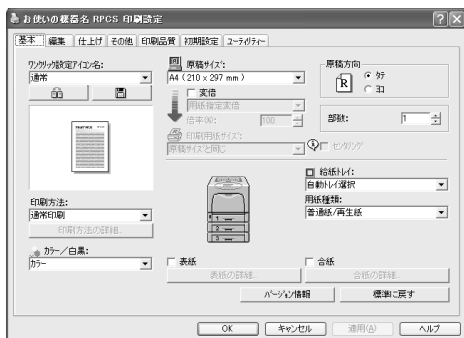 お使いの機器名 RPCS 印刷設定
基本 編集 仕上げ その他 印刷品質 初期設定 ユーティリティー
ワンクリック設定アイコン名:
通常
印刷方法:
通常印刷
印刷方法の詳細...
カラー/白黒:
カラー
原稿サイズ:
A4 (210 x 297 mm)
変倍
用紙指定変倍
倍率(%): 100
印刷用紙サイズ:
原稿サイズと同じ
原稿方向
R
タテ
ヨコ
部数: 1
センタリング
給紙トレイ:
自動トレイ選択
用紙種類:
普通紙/再生紙
表紙
表紙の詳細...
合紙
合紙の詳細...
バージョン情報 標準に戻す
OK キャンセル 適用(A) ヘルプ